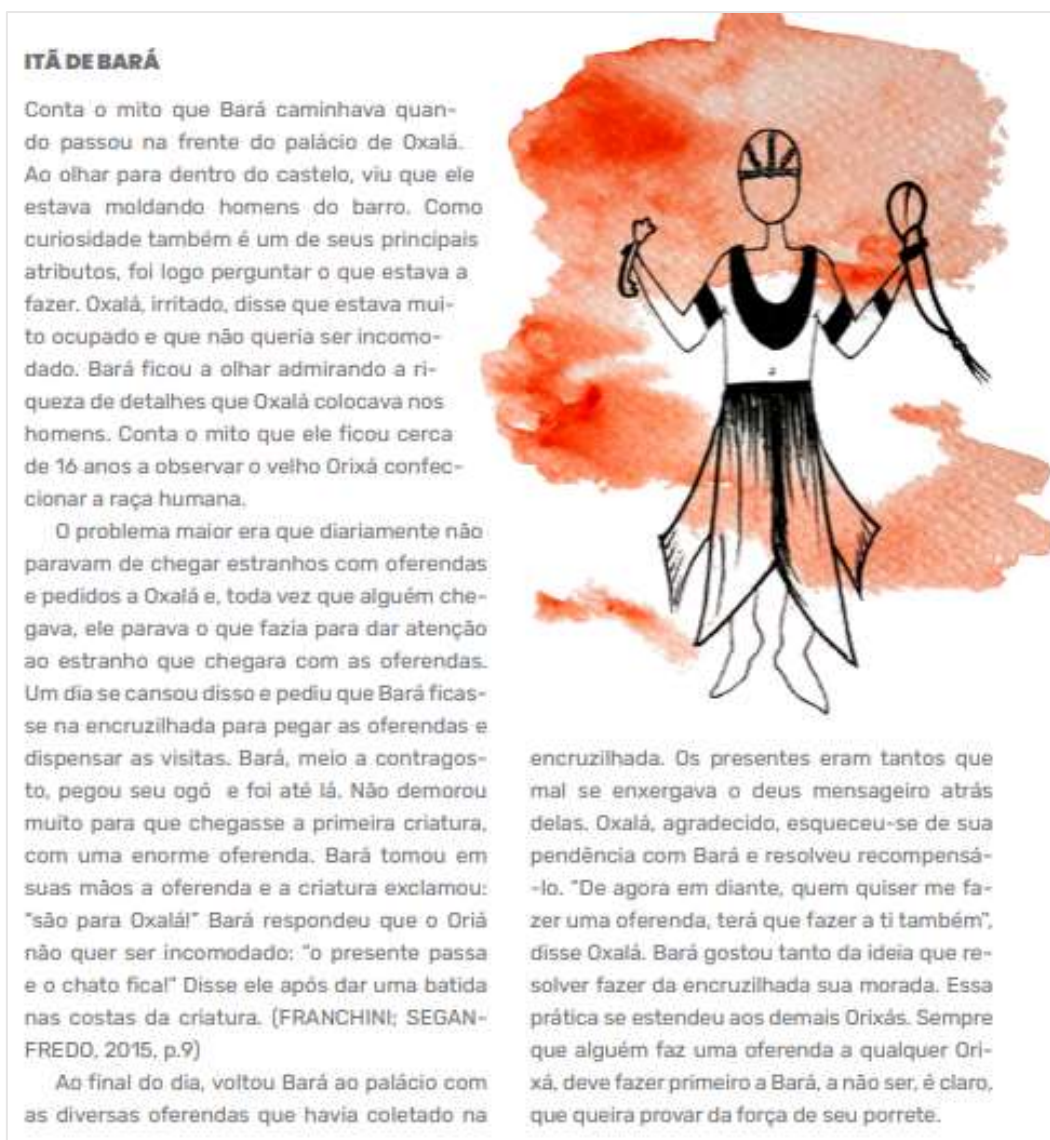 ITÃ DE BARÁ
Conta o mito que Bará caminhava quan-
do passou na frente do palácio de Oxalá.
Ao olhar para dentro do castelo, viu que ele
estava moldando homens do barro. Como
curiosidade também é um de seus principais
atributos, foi logo perguntar o que estava a
fazer. Oxalá, irritado, disse que estava mui-
to ocupado e que não queria ser incomo-
dado. Bará ficou a olhar admirando a ri-
queza de detalhes que Oxalá colocava nos
homens. Conta o mito que ele ficou cerca
de 16 anos a observar o velho Orixá confec-
cionar a raça humana.
O problema maior era que diariamente não
paravam de chegar estranhos com oferendas
e pedidos a Oxalá e, toda vez que alguém che-
gava, ele parava o que fazia para dar atenção
ao estranho que chegara com as oferendas.
Um dia se cansou disso e pediu que Bará ficas-
se na encruzilhada para pegar as oferendas e
dispensar as visitas. Bará, meio a contragos-
to, pegou seu ogó e foi até lá. Não demorou
muito para que chegasse a primeira criatura,
com uma enorme oferenda. Bará tomou em
suas mãos a oferenda e a criatura exclamou:
"são para Oxalá!" Bará respondeu que o Oriá
não quer ser incomodado: "o presente passa
e o chato fica!" Disse ele após dar uma batida
nas costas da criatura. (FRANCHINI; SEGAN-
FREDO, 2015, p.9)
Ao final do dia, voltou Bará ao palácio com
as diversas oferendas que havia coletado na
encruzilhada. Os presentes eram tantos que
mal se enxergava o deus mensageiro atrás
delas. Oxalá, agradecido, esqueceu-se de sua
pendência com Bará e resolveu recompensá-
-lo. "De agora em diante, quem quiser me fa-
zer uma oferenda, terá que fazer a ti também",
disse Oxalá. Bará gostou tanto da ideia que re-
solver fazer da encruzilhada sua morada. Essa
prática se estendeu aos demais Orixás. Sempre
que alguém faz uma oferenda a qualquer Ori-
xá, deve fazer primeiro a Bará, a não ser, é claro,
que queira provar da força de seu porrete.